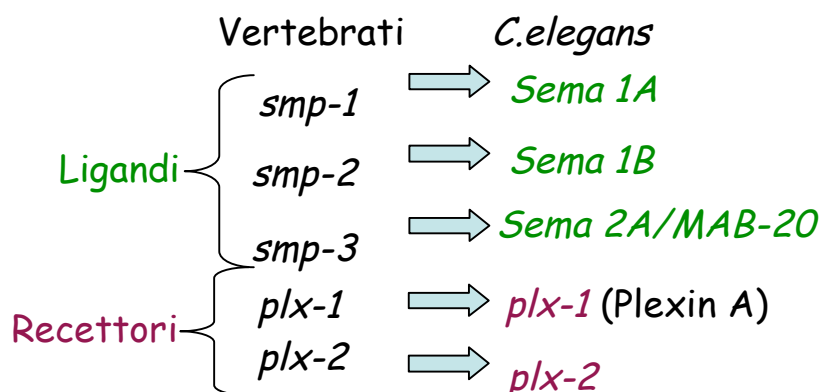 Vertebrati C.elegans
smp-1 Sema 1A
Ligandi smp-2 Sema 1B
smp-3 Sema 2A/MAB-20
Recettori plx-1 plx-1 (Plexin A)
plx-2 plx-2